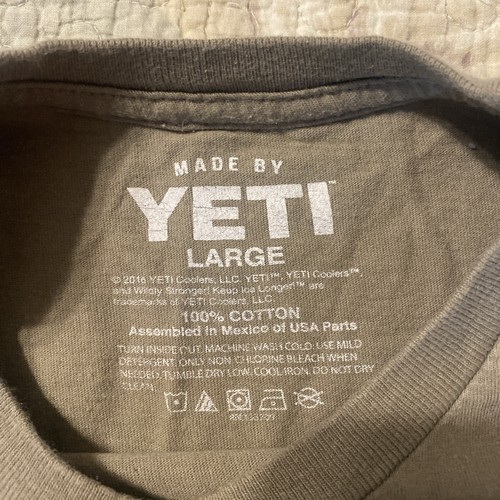 MADE BY
YETI™
LARGE
© 2016 YETI Coolers, LLC. YETI™, YETI Coolers™,
and Wildly Stronger! Keep Ice Longer!™ are
trademarks of YETI Coolers, LLC.
100% COTTON
Assembled in Mexico of USA Parts
TURN INSIDE OUT. MACHINE WASH COLD. USE MILD
DETERGENT. ONLY NON-CHLORINE BLEACH WHEN
NEEDED. TUMBLE DRY LOW. COOL IRON. DO NOT DRY
CLEAN.